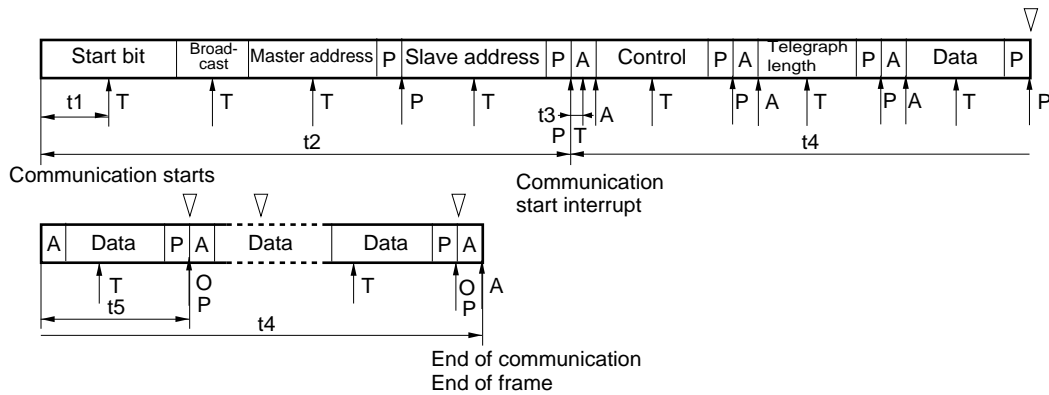 Start bit Broad-cast Master address P Slave address P A Control P A Telegraph length P A Data P
t1 T T T P T t3 A T P A T P A T P
P T
t2 t4
Communication starts
Communication
start interrupt
A Data P A Data Data P A
T O T O A
P P
t5
t4
End of communication
End of frame